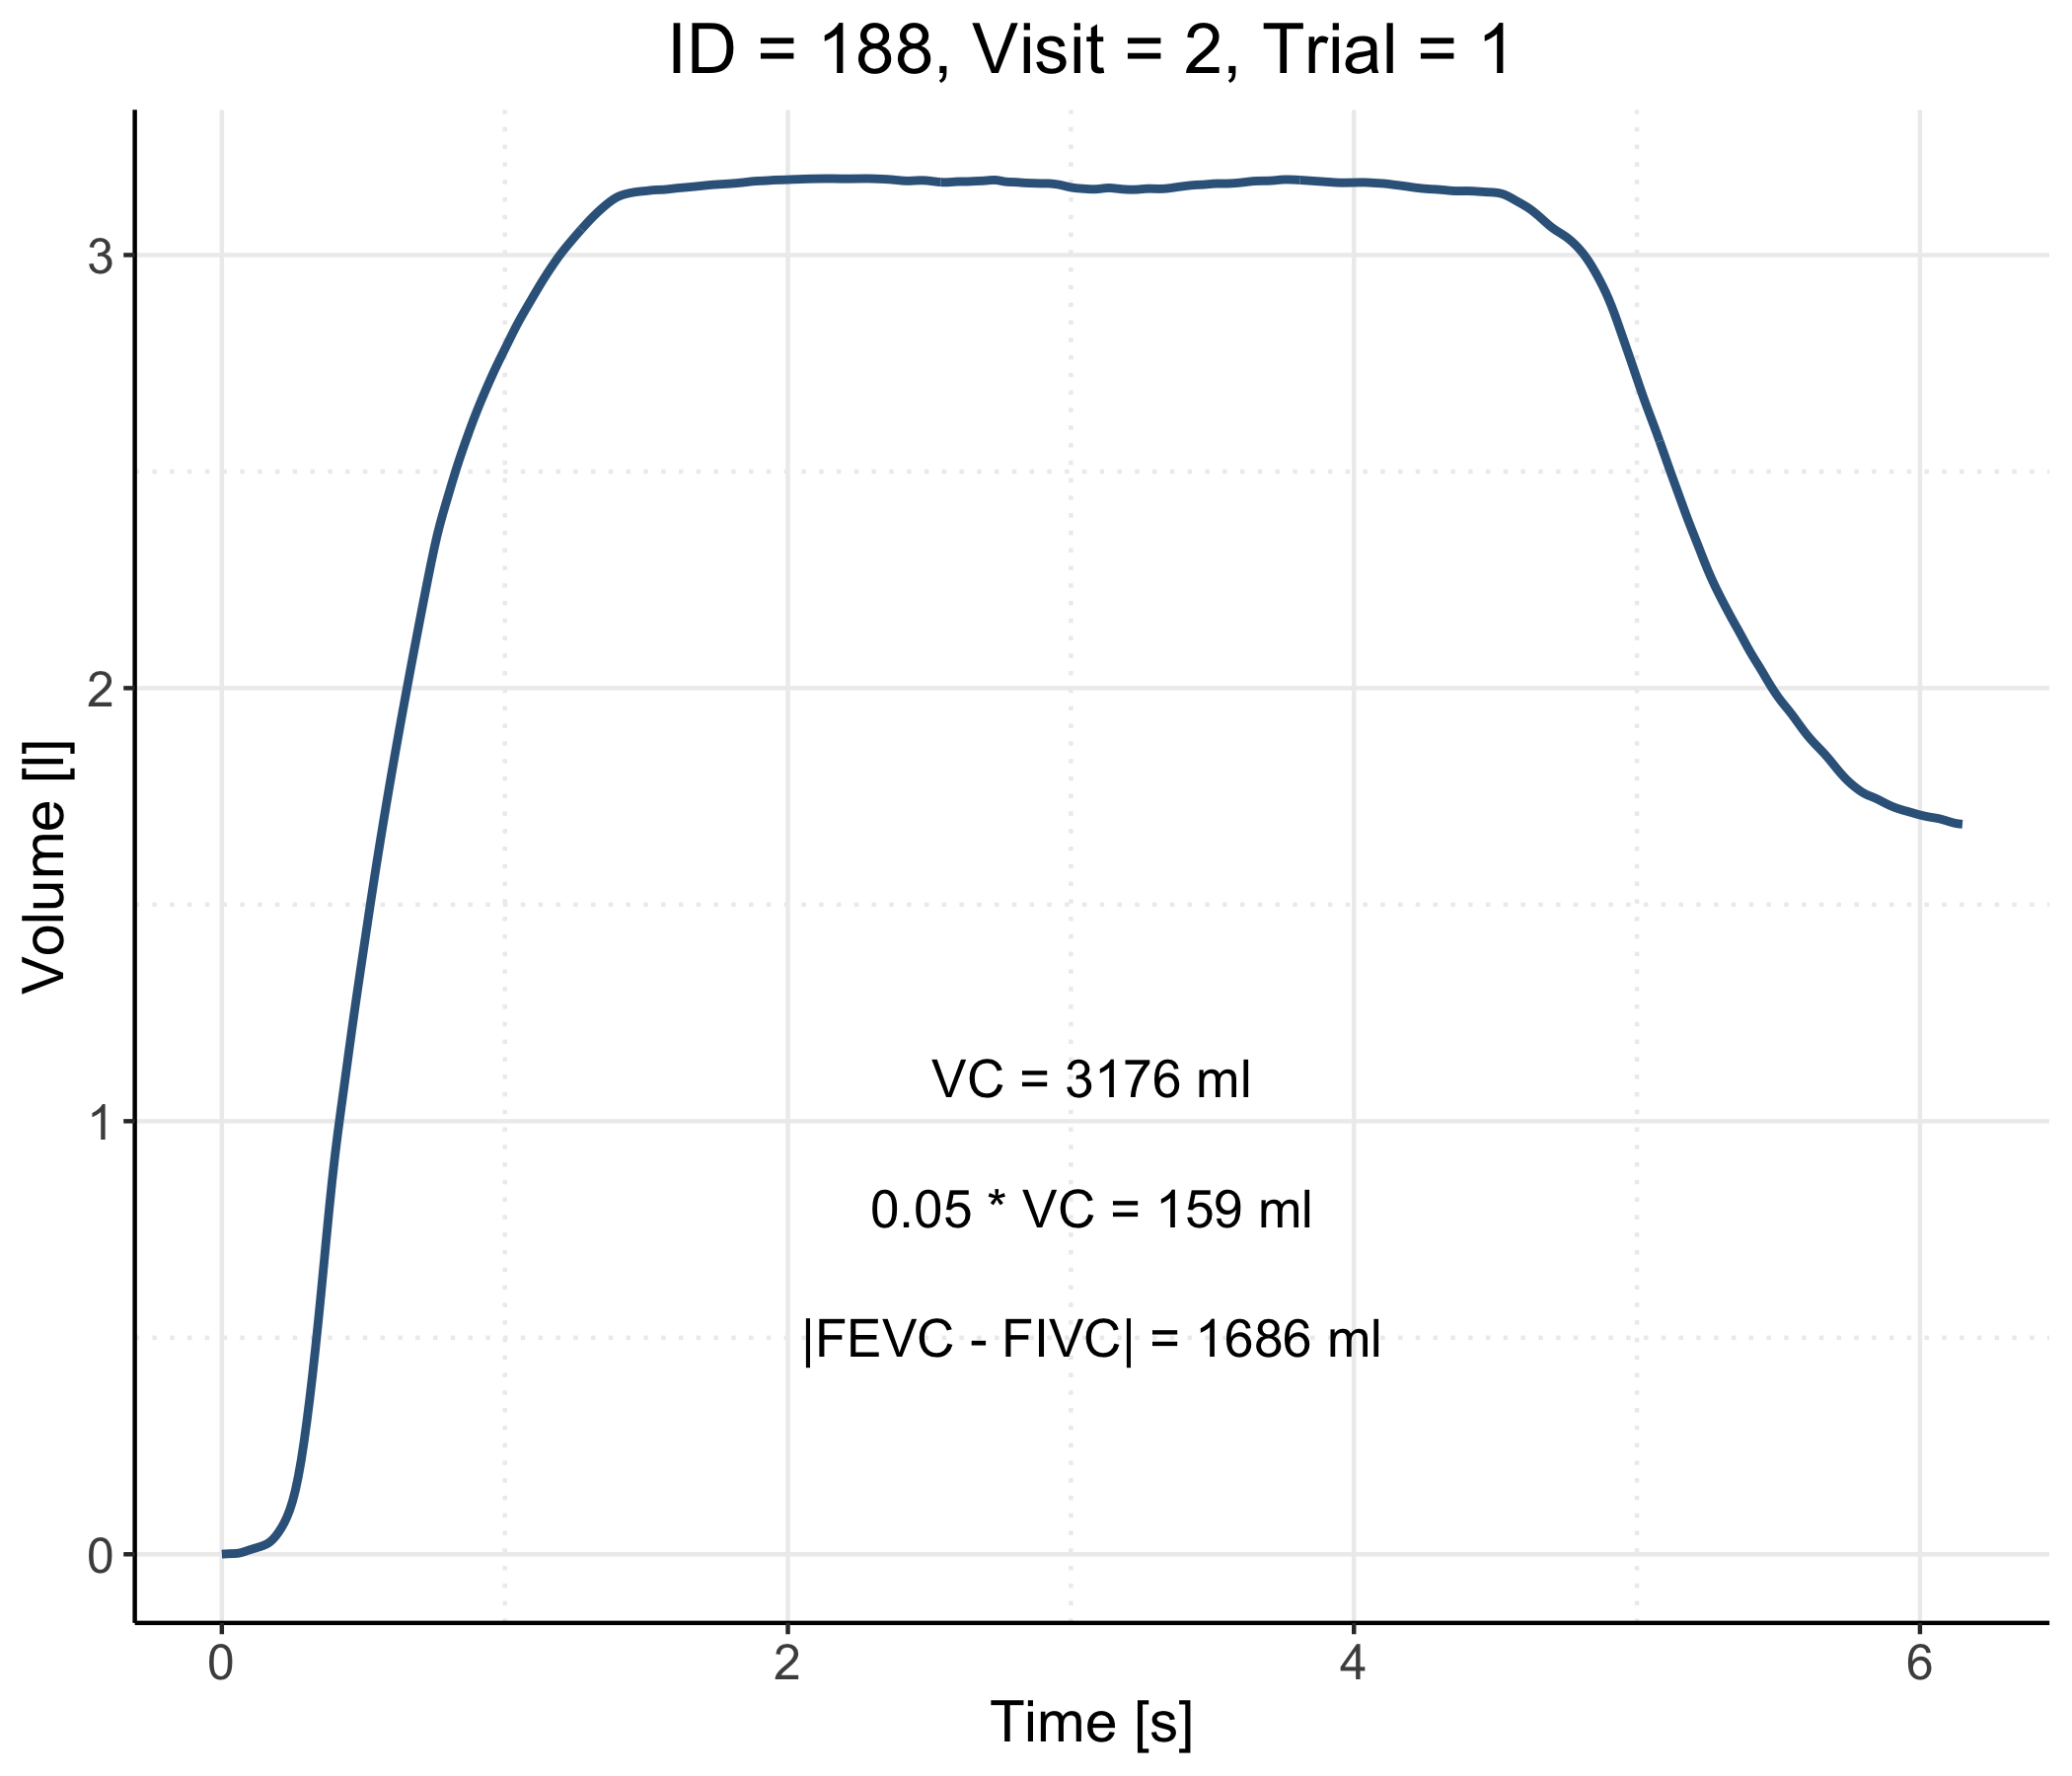 ID = 188, Visit = 2, Trial = 1
3
2
1
0
Volume [l]
VC = 3176 ml
0.05 * VC = 159 ml
|FEVC - FIVC| = 1686 ml
0
2
4
6
Time [s]